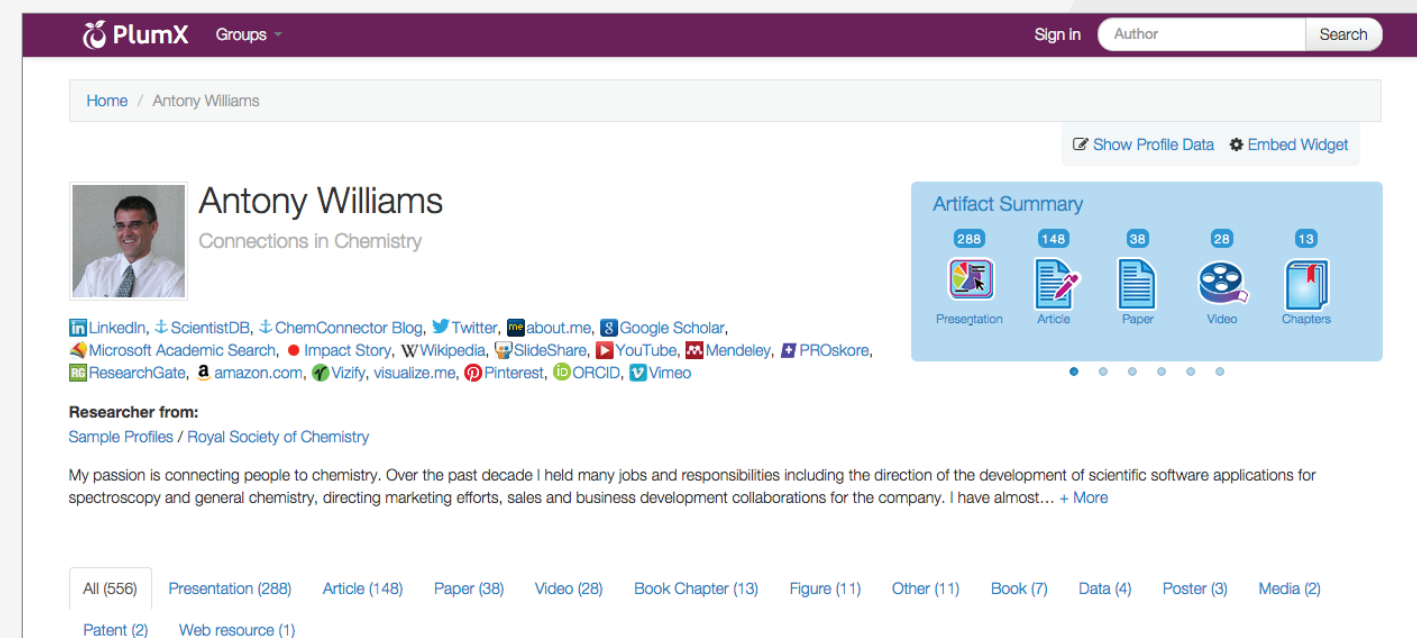 PlumX Groups Sign in Author Search
Home / Antony Williams
Show Profile Data Embed Widget
Antony Williams
Connections in Chemistry
Artifact Summary
288 148 38 28 13
Presentation Article Paper Video Chapters
LinkedIn, ScientistDB, ChemConnector Blog, Twitter, me about.me, 8 Google Scholar,
Microsoft Academic Search, Impact Story, W Wikipedia, SlideShare, YouTube, Mendeley, PROskore,
RG ResearchGate, a amazon.com, Vizify, visualize.me, Pinterest, iD ORCID, Vimeo
Researcher from:
Sample Profiles / Royal Society of Chemistry
My passion is connecting people to chemistry. Over the past decade I held many jobs and responsibilities including the direction of the development of scientific software applications for
spectroscopy and general chemistry, directing marketing efforts, sales and business development collaborations for the company. I have almost… + More
All (556) Presentation (288) Article (148) Paper (38) Video (28) Book Chapter (13) Figure (11) Other (11) Book (7) Data (4) Poster (3) Media (2)
Patent (2) Web resource (1)